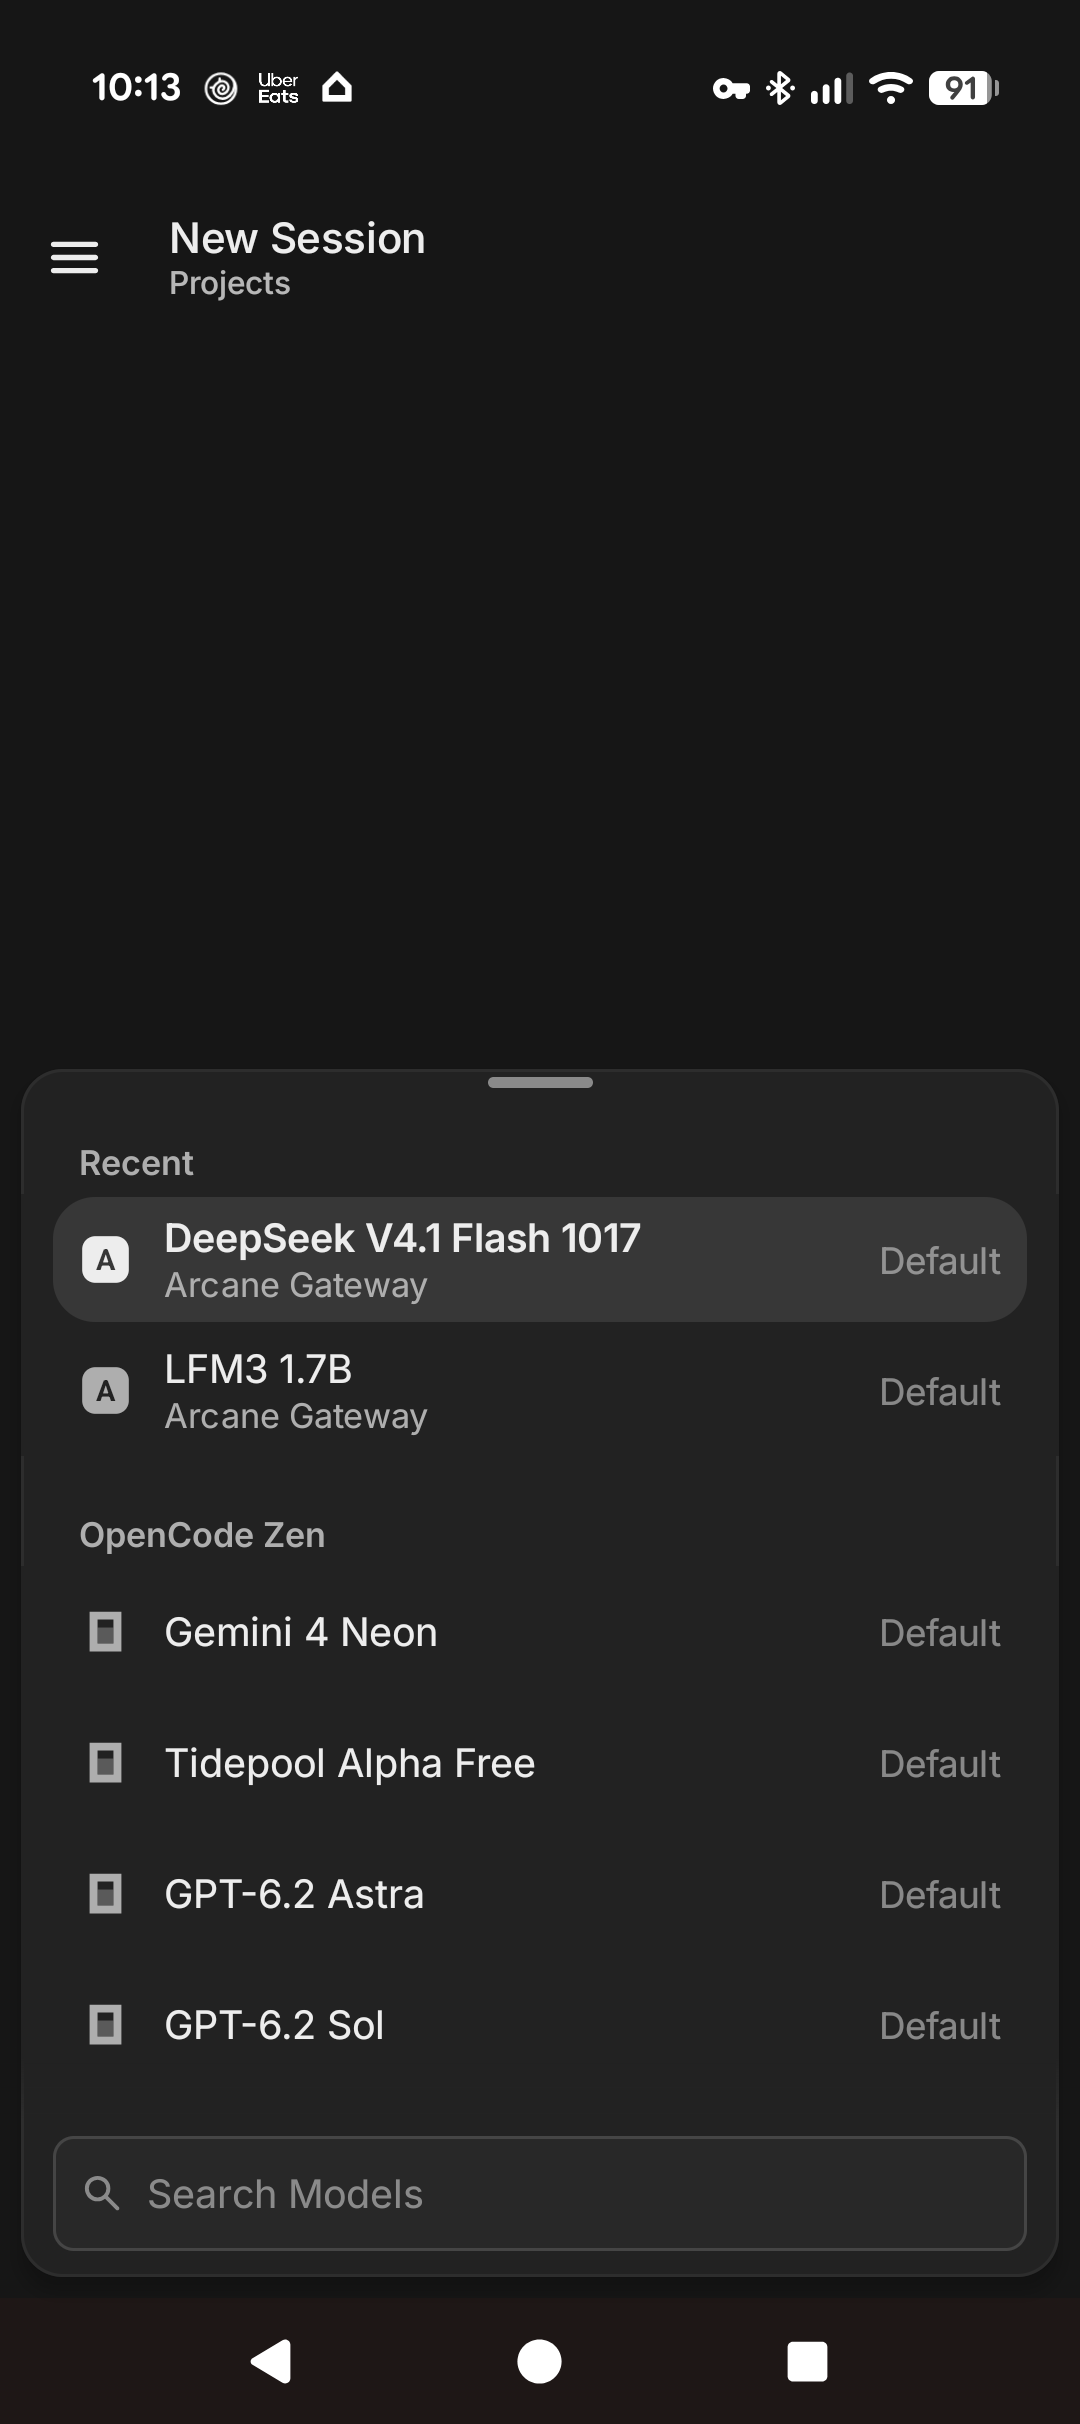 10:13
Uber
Eats
91
New Session
Projects
Recent
A
DeepSeek V4.1 Flash 1017
Arcane Gateway
Default
A
LFM3 1.7B
Arcane Gateway
Default
OpenCode Zen
Gemini 4 Neon
Default
Tidepool Alpha Free
Default
GPT-6.2 Astra
Default
GPT-6.2 Sol
Default
Search Models